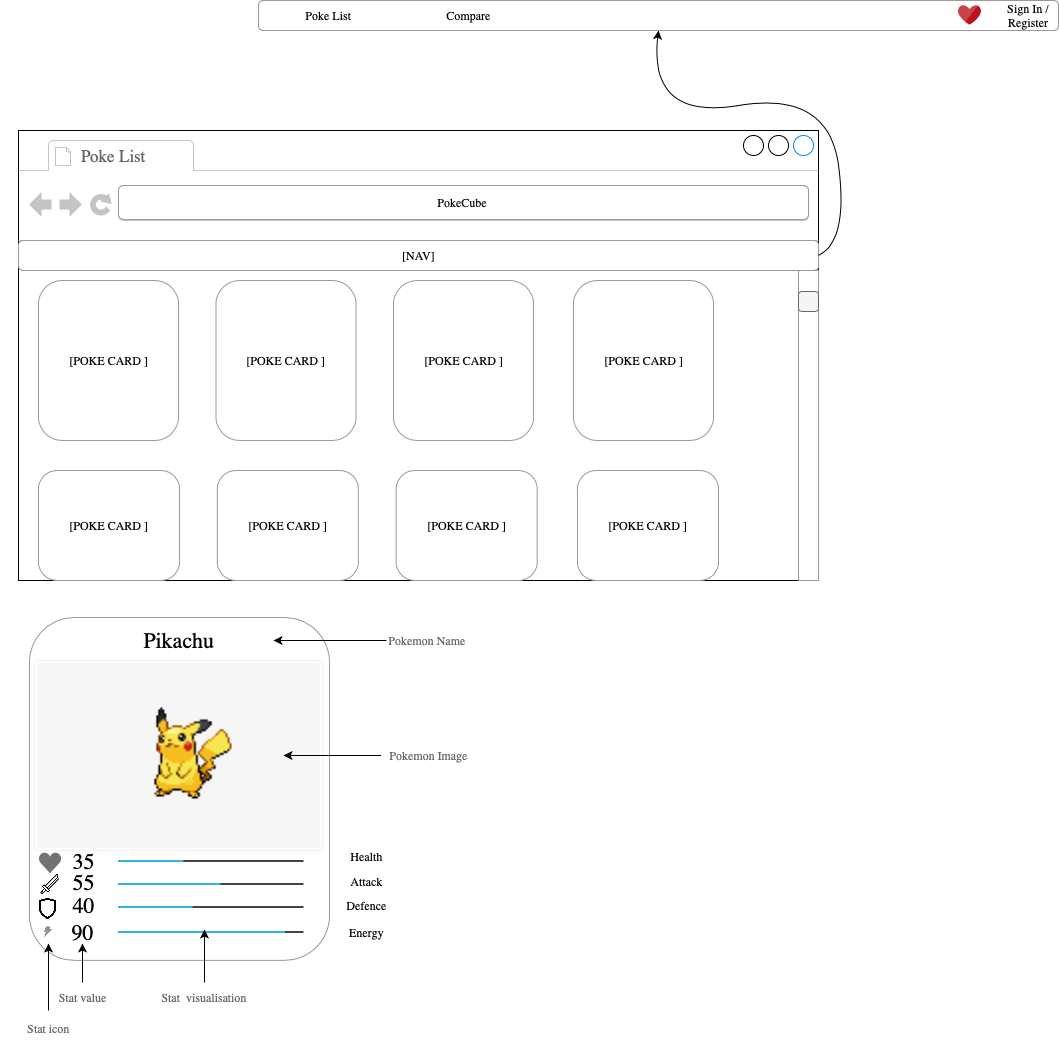 Poke List
Compare
Sign In /
Register
Poke List
PokeCube
[NAV]
[POKE CARD ]
[POKE CARD ]
[POKE CARD ]
[POKE CARD ]
[POKE CARD ]
[POKE CARD ]
[POKE CARD ]
[POKE CARD ]
Pikachu
Pokemon Name
Pokemon Image
35
Health
55
Attack
40
Defence
90
Energy
Stat value
Stat  visualisation
Stat icon